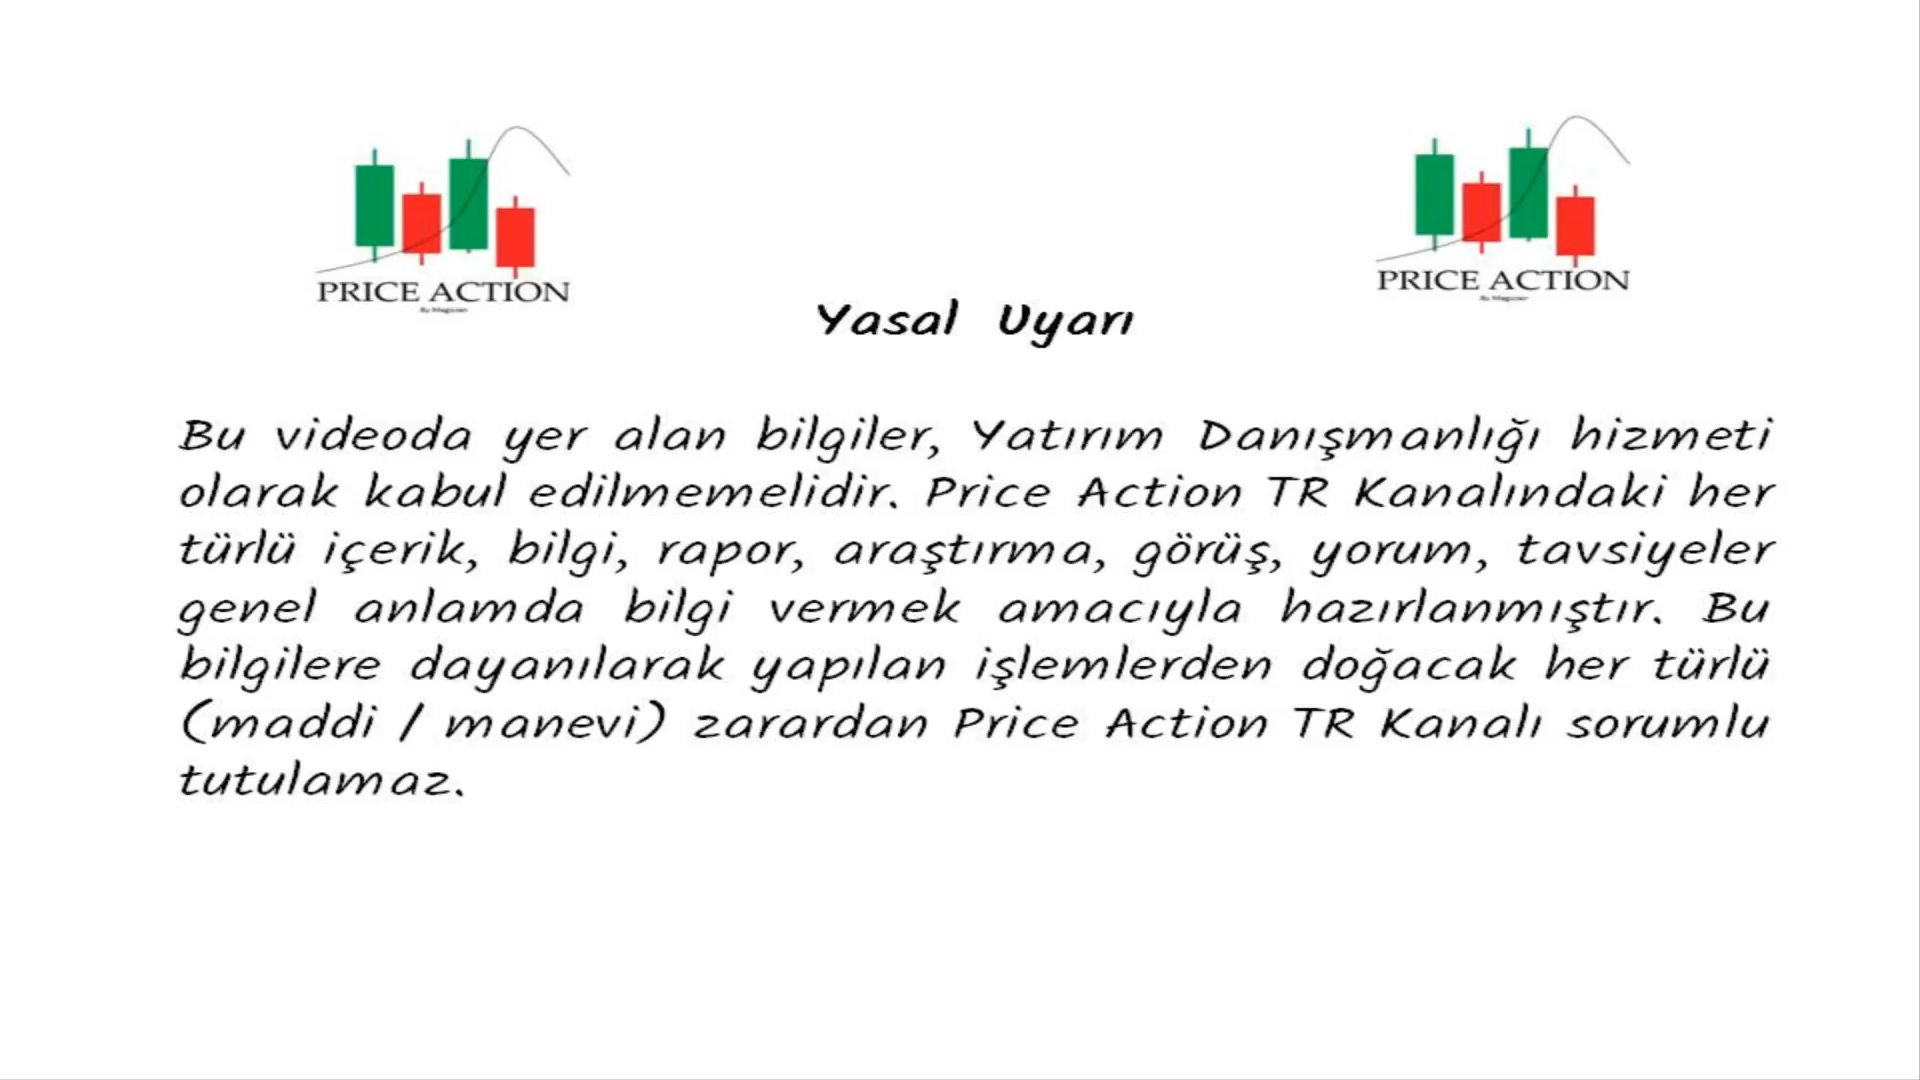 PRICE ACTION
PRICE ACTION
Yasal Uyarı
Bu videoda yer alan bilgiler, Yatırım Danışmanlığı hizmeti
olarak kabul edilmemelidir. Price Action TR Kanalındaki her
türlü içerik, bilgi, rapor, araştırma, görüş, yorum, tavsiyeler
genel anlamda bilgi vermek amacıyla hazırlanmıştır. Bu
bilgilere dayanılarak yapılan işlemlerden doğacak her türlü
(maddi / manevi) zarardan Price Action TR Kanalı sorumlu
tutulamaz.